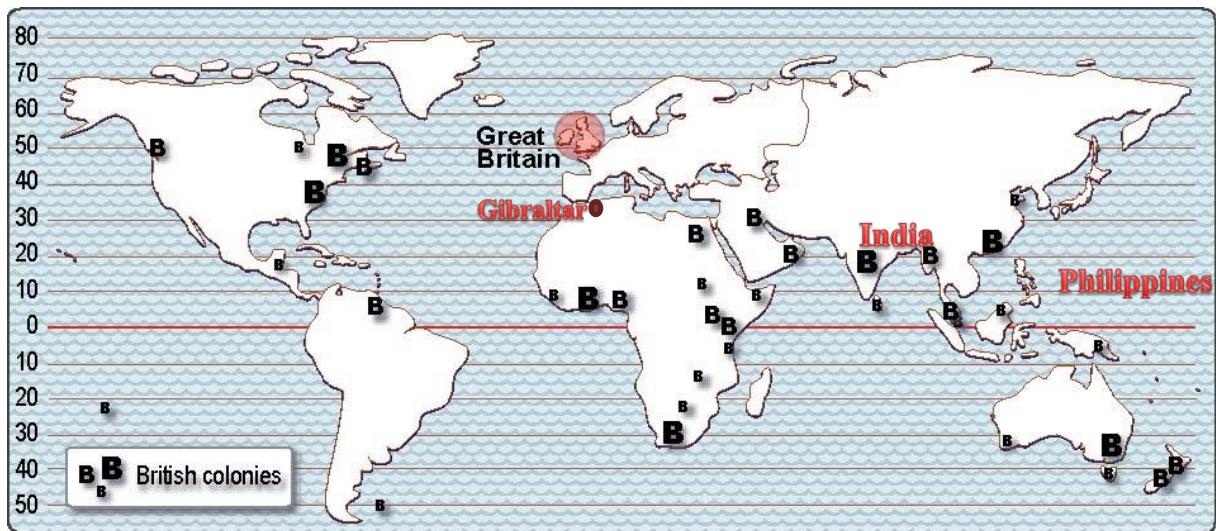 80
70
60
Great
Britain
50 B B B B
40 B
B
Gibraltar
30 B B
India
B B
20 B B B B
Philippines
B B
10 B B B B B B
B B B B
0 B
B B
10
B
20
B B
30 B B B
40 B B B
50 B
B B B British colonies